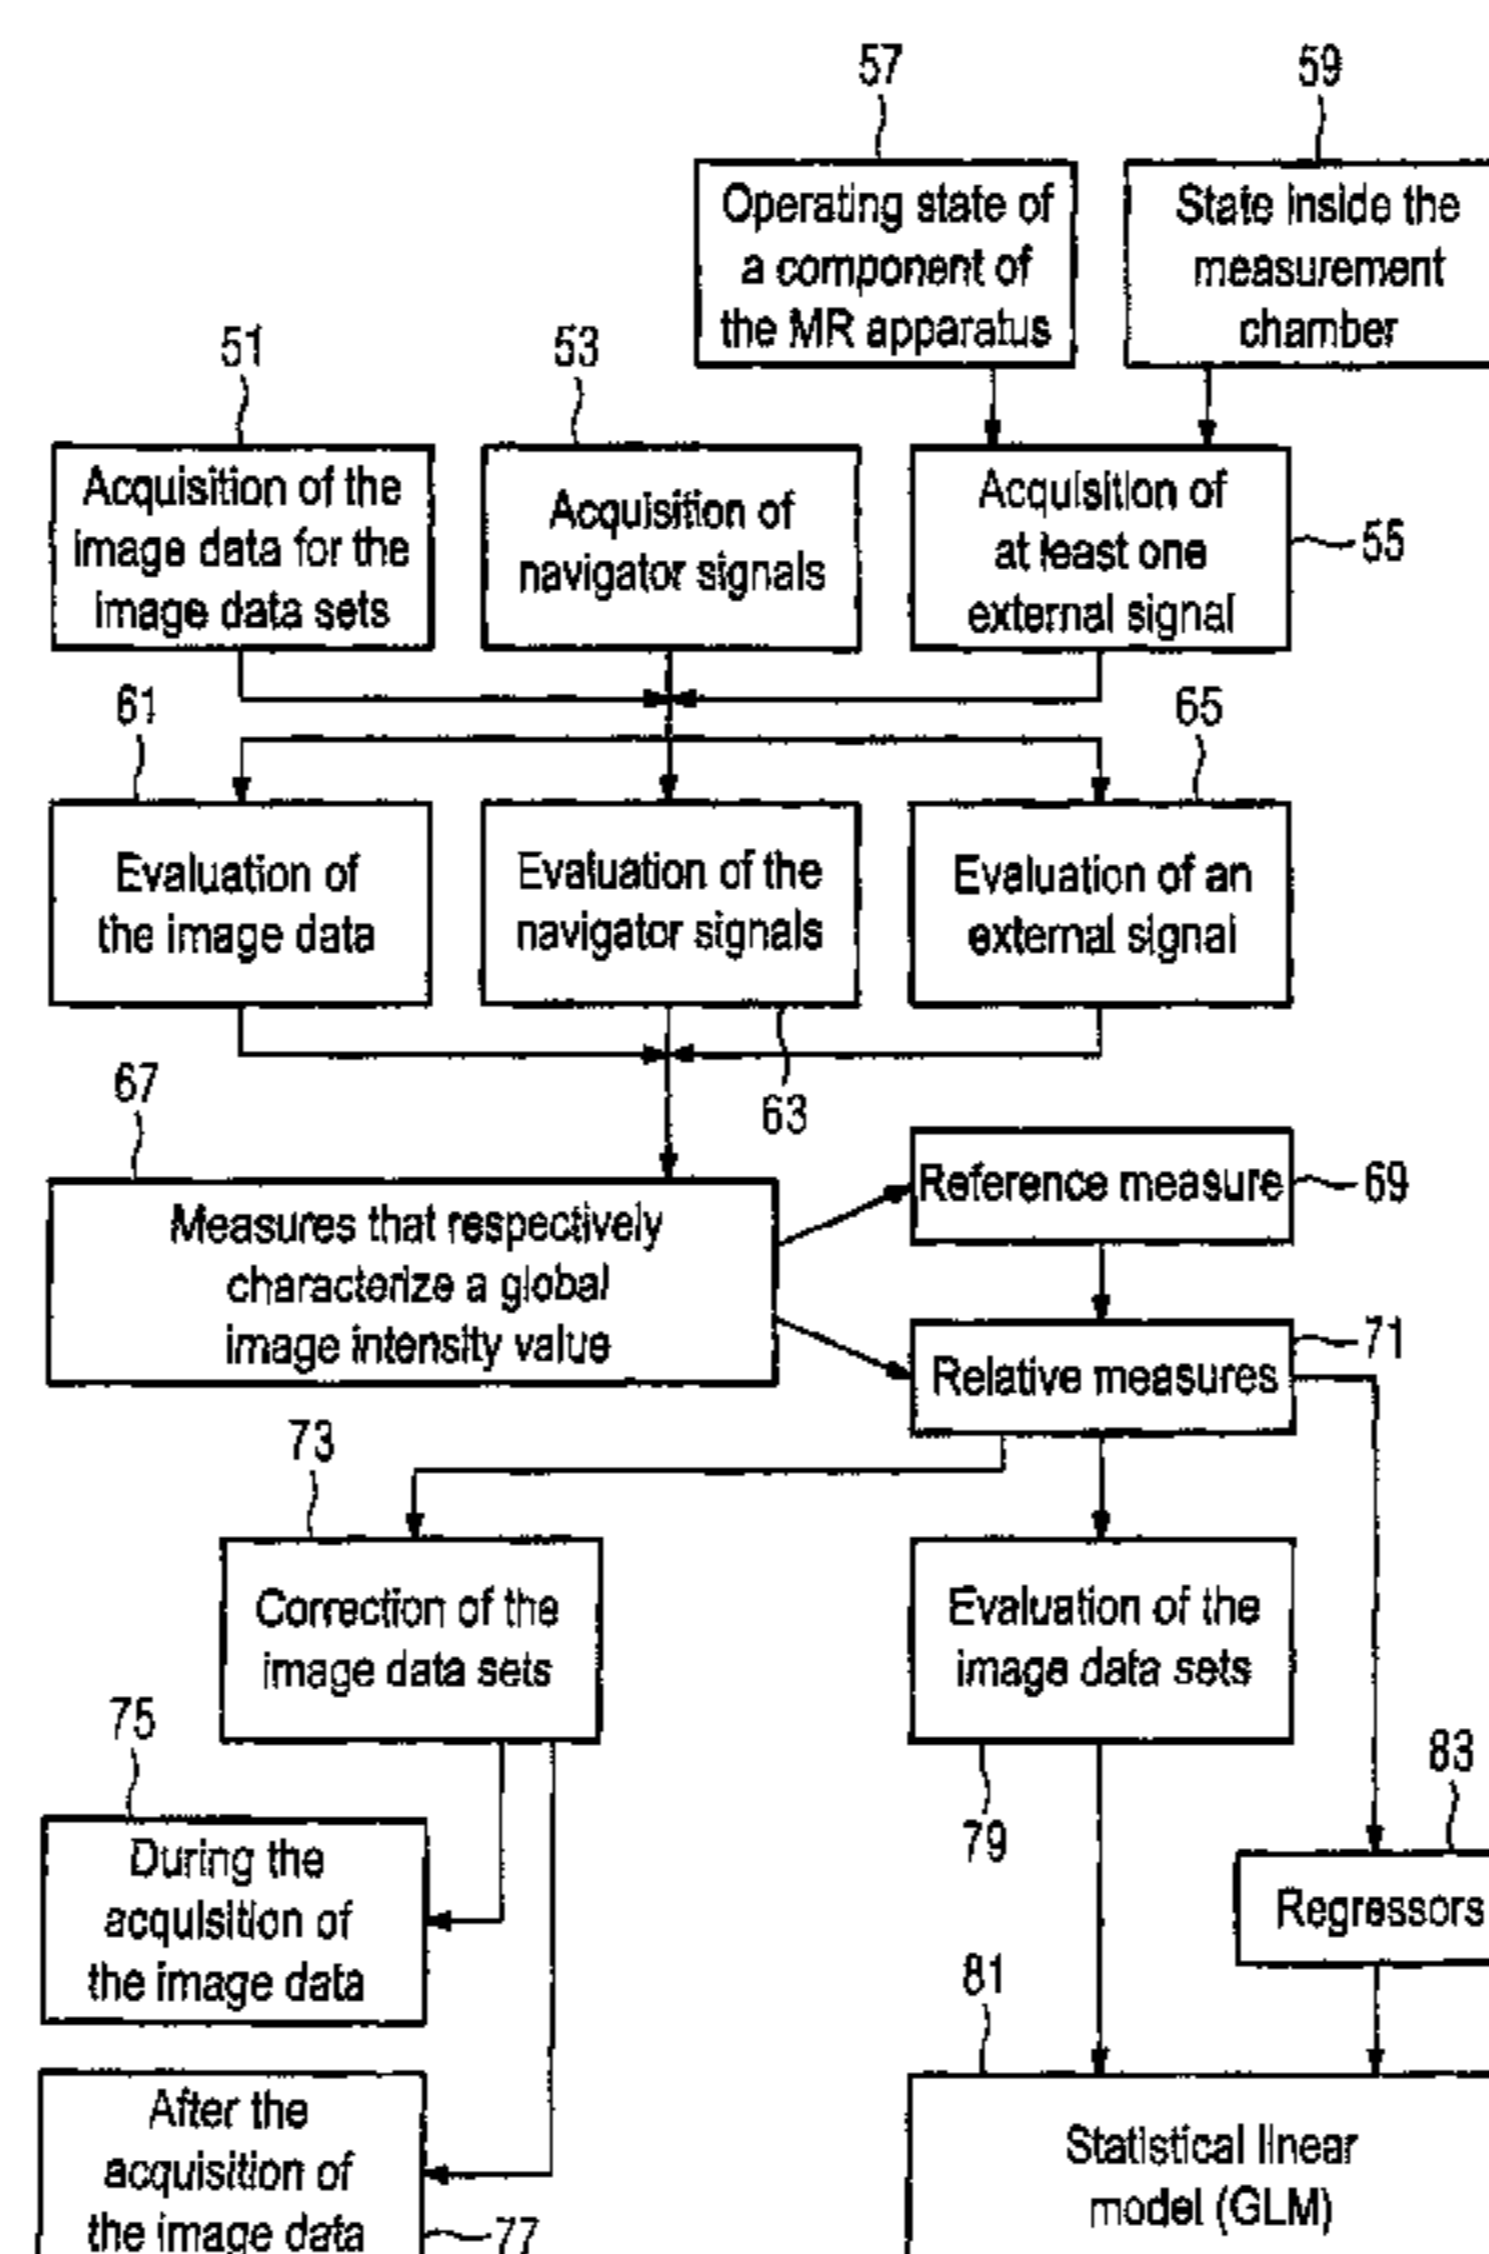 57
59
Operating state of
a component of
the MR apparatus
State inside the
measurement
chamber
51
53
Acquisition of the
image data for the
image data sets
Acquisition of
navigator signals
Acquisition of
at least one
external signal
55
61
65
Evaluation of
the image data
Evaluation of the
navigator signals
Evaluation of an
external signal
67
63
Measures that respectively
characterize a global
image intensity value
Reference measure
69
Relative measures
71
73
Correction of the
image data sets
Evaluation of the
image data sets
75
79
83
During the
acquisition of
the image data
Regressors
81
After the
acquisition of
the image data
77
Statistical linear
model (GLM)